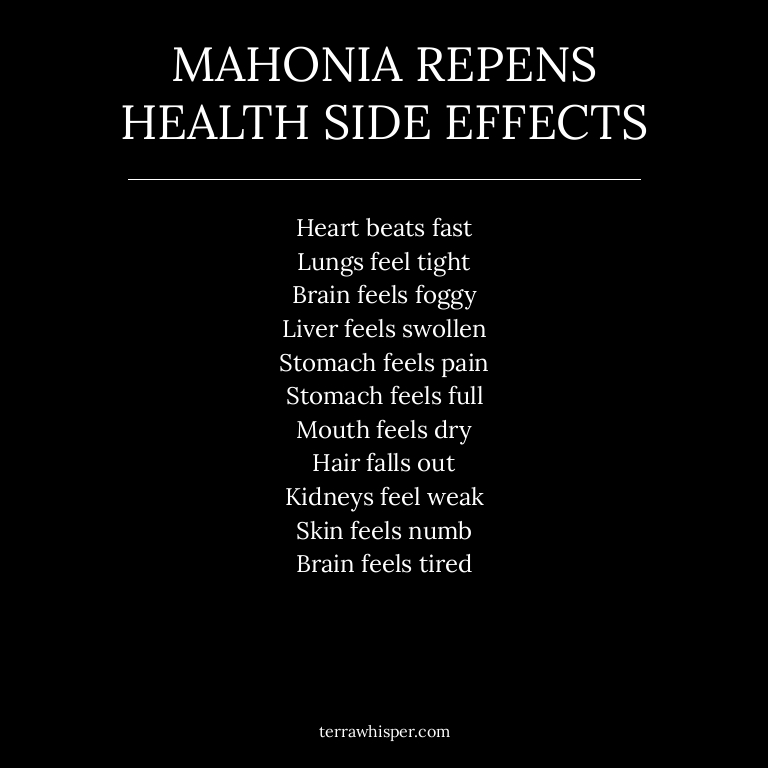 MAHONIA REPENS
HEALTH SIDE EFFECTS
Heart beats fast
Lungs feel tight
Brain feels foggy
Liver feels swollen
Stomach feels pain
Stomach feels full
Mouth feels dry
Hair falls out
Kidneys feel weak
Skin feels numb
Brain feels tired
terrawhisper.com